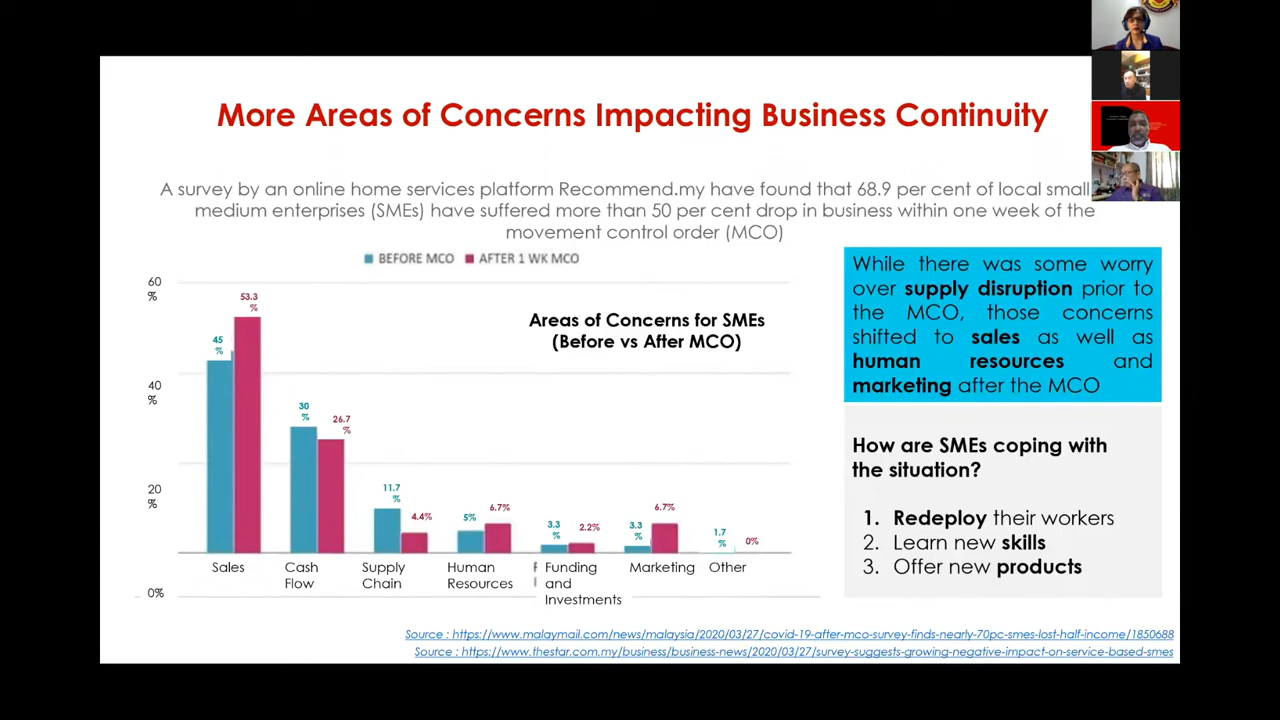 More Areas of Concerns Impacting Business Continuity
A survey by an online home services platform Recommend.my have found that 68.9 per cent of local small
medium enterprises (SMEs) have suffered more than 50 per cent drop in business within one week of the
movement control order (MCO)
BEFORE MCO AFTER 1 WK MCO
Areas of Concerns for SMEs
(Before vs After MCO)
60
%
40
%
20
%
0%
45
%
53.3
%
30
%
26.7
%
11.7
%
4.4%
5%
6.7%
3.3
%
2.2%
3.3
%
6.7%
1.7
%
0%
Sales
Cash
Flow
Supply
Chain
Human
Resources
Funding
and
Investments
Marketing
Other
While there was some worry
over supply disruption prior to
the MCO, those concerns
shifted to sales as well as
human resources and
marketing after the MCO
How are SMEs coping with
the situation?
1. Redeploy their workers
2. Learn new skills
3. Offer new products
Source : https://www.malaymail.com/news/malaysia/2020/03/27/covid-19-after-mco-survey-finds-nearly-70pc-smes-lost-half-income/1850688
Source : https://www.thestar.com.my/business/business-news/2020/03/27/survey-suggests-growing-negative-impact-on-service-based-smes